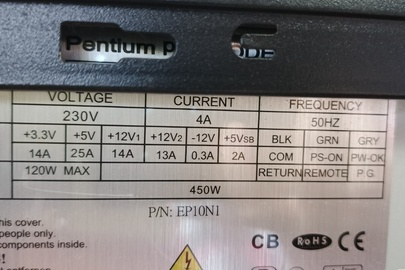 Pentium p
VOLTAGE CURRENT FREQUENCY
230V 4A 50HZ
+3.3V +5V +12V1 +12V2 -12V +5VSB BLK GRN GRY
14A 25A 14A 13A 0.3A 2A COM PS-ON PW-OK
120W MAX RETURN REMOTE P.G.
450W
P/N: EP10N1
his cover.
people only.
components inside.
CB RoHS CE